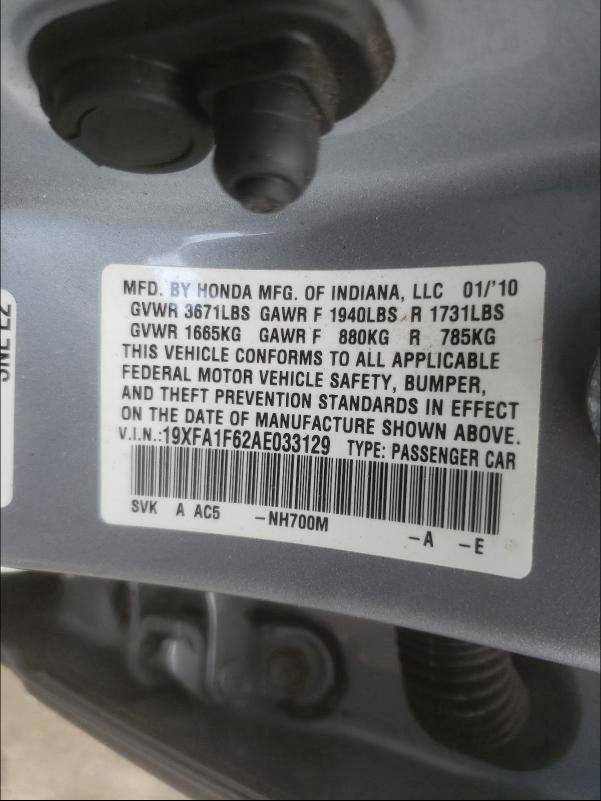 MFD. BY HONDA MFG. OF INDIANA, LLC 01/'10
GVWR 3671LBS GAWR F 1940LBS R 1731LBS
GVWR 1665KG GAWR F 880KG R 785KG
THIS VEHICLE CONFORMS TO ALL APPLICABLE
FEDERAL MOTOR VEHICLE SAFETY, BUMPER,
AND THEFT PREVENTION STANDARDS IN EFFECT
ON THE DATE OF MANUFACTURE SHOWN ABOVE.
V.I.N.:19XFA1F62AE033129 TYPE: PASSENGER CAR
SVK A AC5 -NH700M -A -E